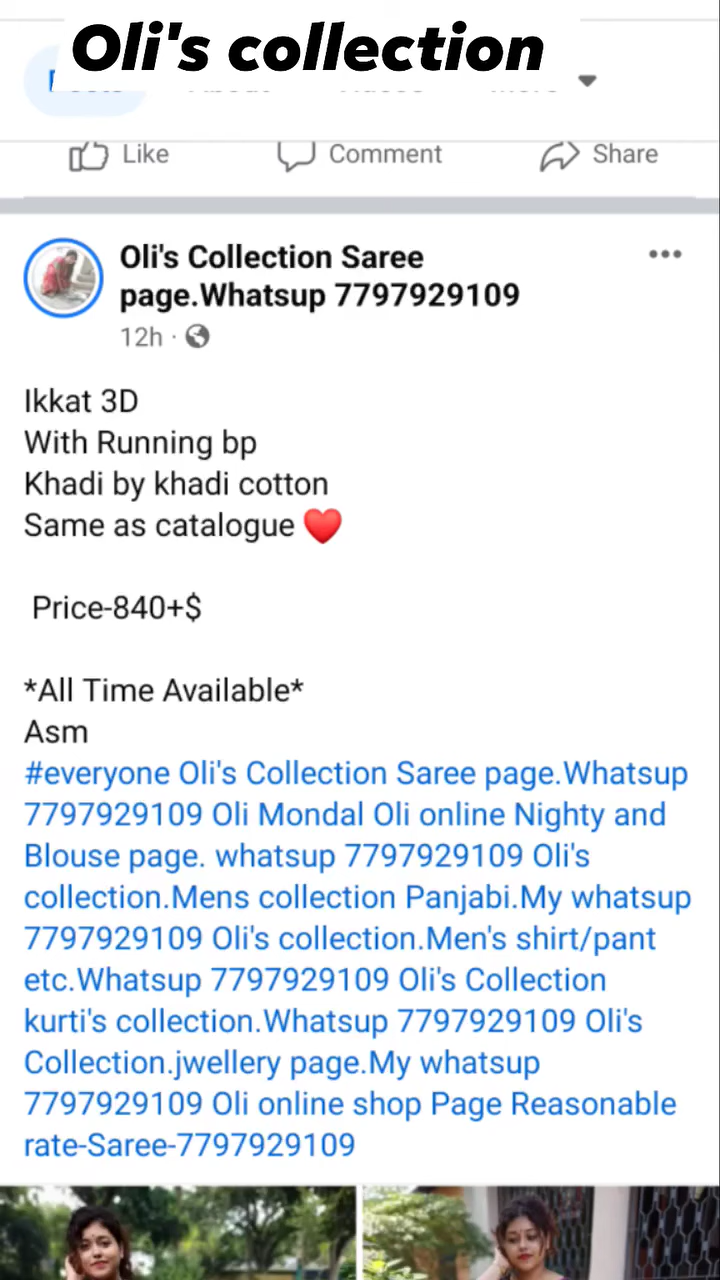 Oli's collection
Like
Comment
Share
Oli's Collection Saree
page.Whatsup 7797929109
12h ·
Ikkat 3D
With Running bp
Khadi by khadi cotton
Same as catalogue ❤️
Price-840+$
*All Time Available*
Asm
#everyone Oli's Collection Saree page.Whatsup
7797929109 Oli Mondal Oli online Nighty and
Blouse page. whatsup 7797929109 Oli's
collection.Mens collection Panjabi.My whatsup
7797929109 Oli's collection.Men's shirt/pant
etc.Whatsup 7797929109 Oli's Collection
kurti's collection.Whatsup 7797929109 Oli's
Collection.jwellery page.My whatsup
7797929109 Oli online shop Page Reasonable
rate-Saree-7797929109